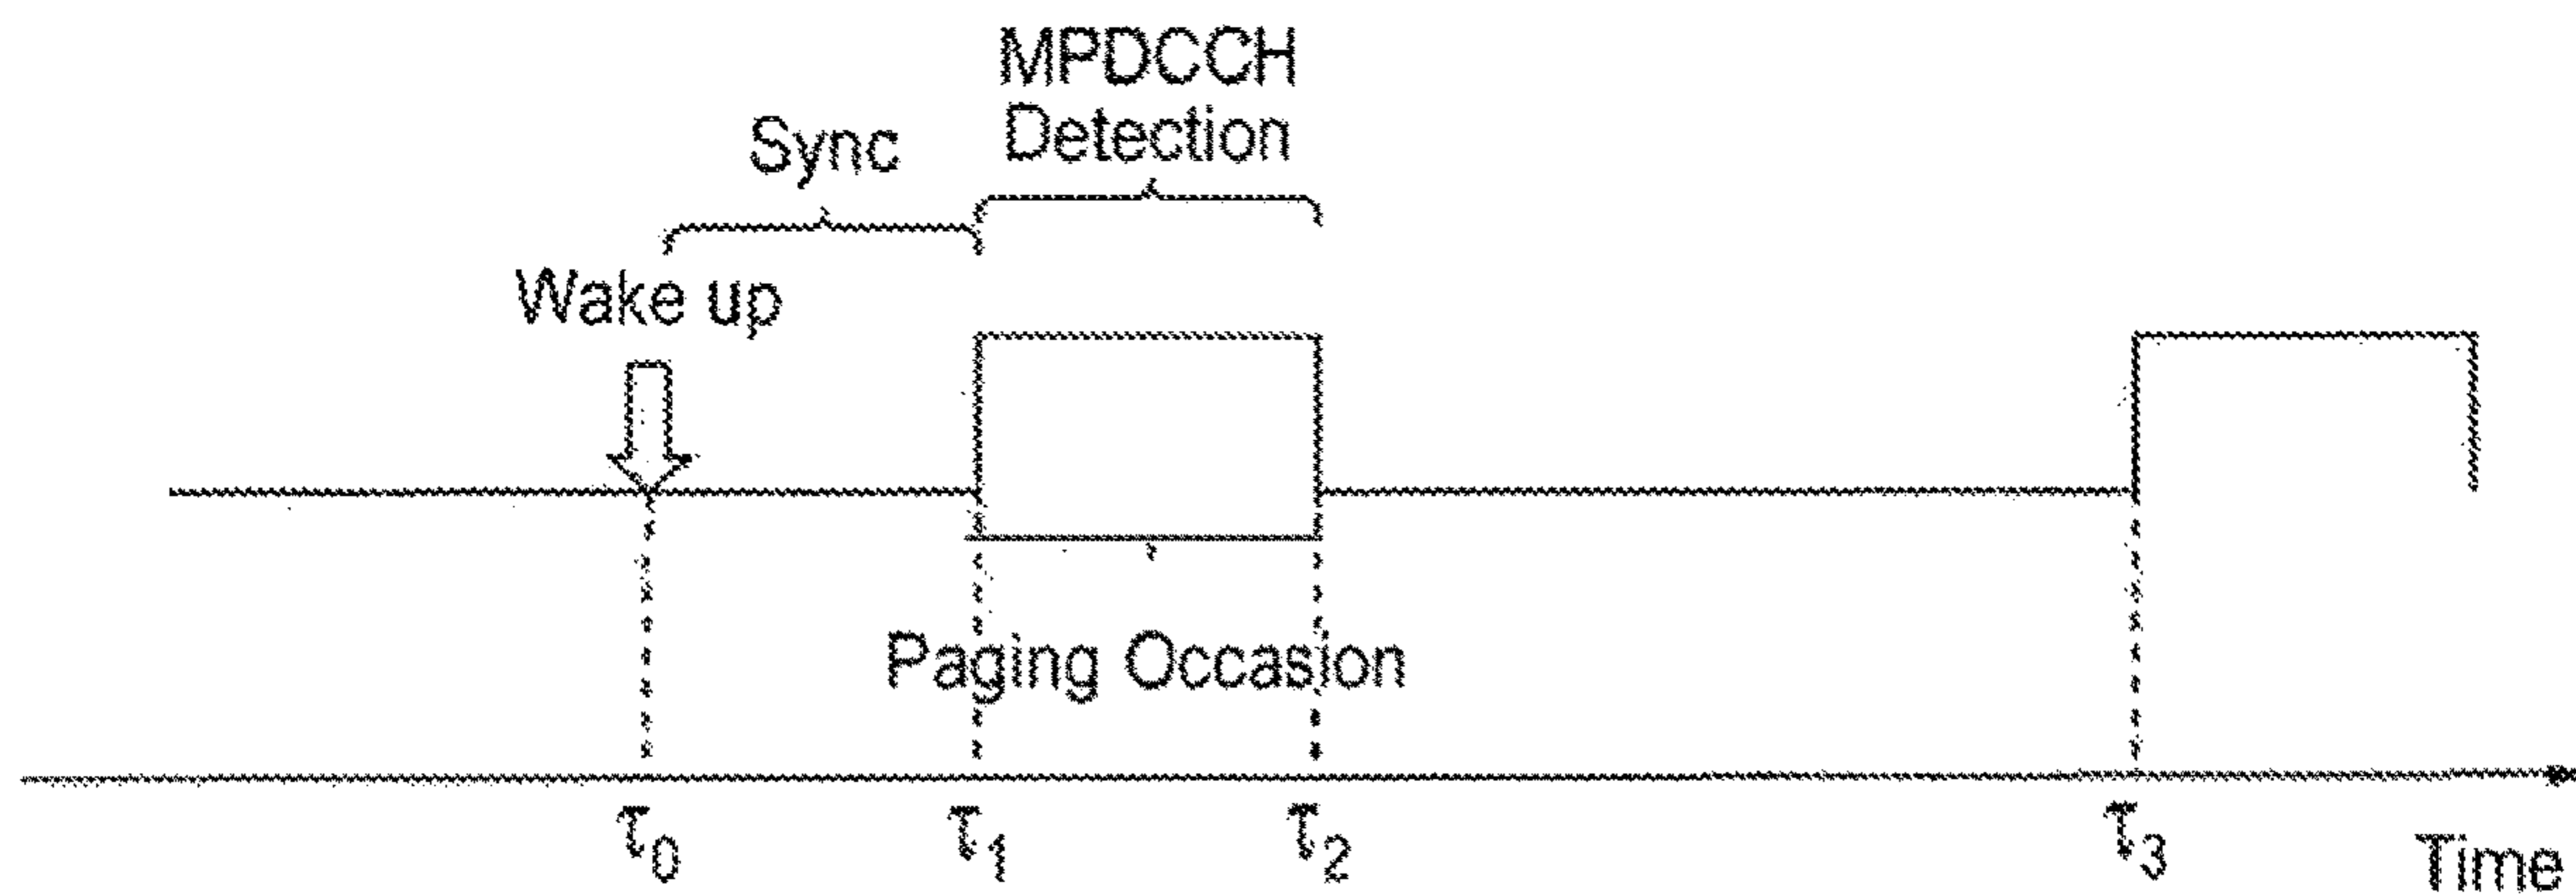 MPDCCH
Detection
Sync
Wake up
Paging Occasion
τ0
τ1
τ2
τ3
Time